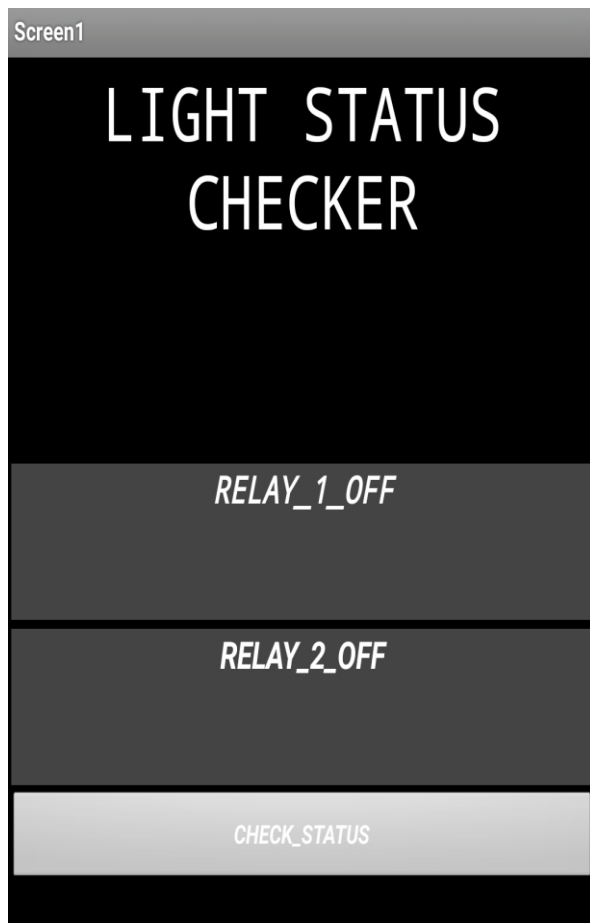 Screen1
LIGHT STATUS
CHECKER
RELAY_1_OFF
RELAY_2_OFF
CHECK_STATUS